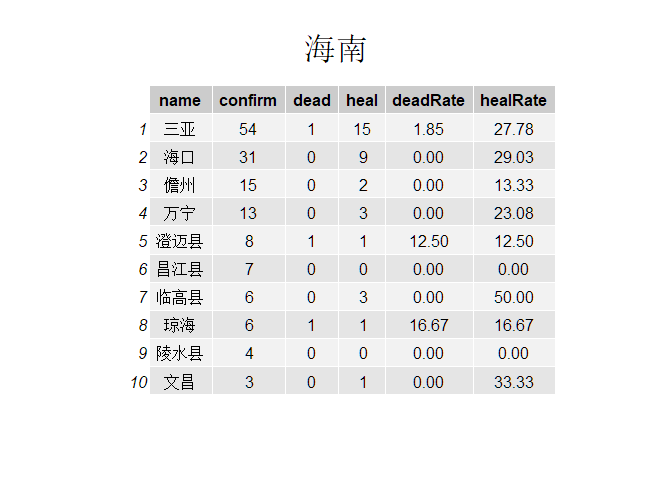 海南
name confirm dead heal deadRate healRate
1 三亚 54 1 15 1.85 27.78
2 海口 31 0 9 0.00 29.03
3 儋州 15 0 2 0.00 13.33
4 万宁 13 0 3 0.00 23.08
5 澄迈县 8 1 1 12.50 12.50
6 昌江县 7 0 0 0.00 0.00
7 临高县 6 0 3 0.00 50.00
8 琼海 6 1 1 16.67 16.67
9 陵水县 4 0 0 0.00 0.00
10 文昌 3 0 1 0.00 33.33